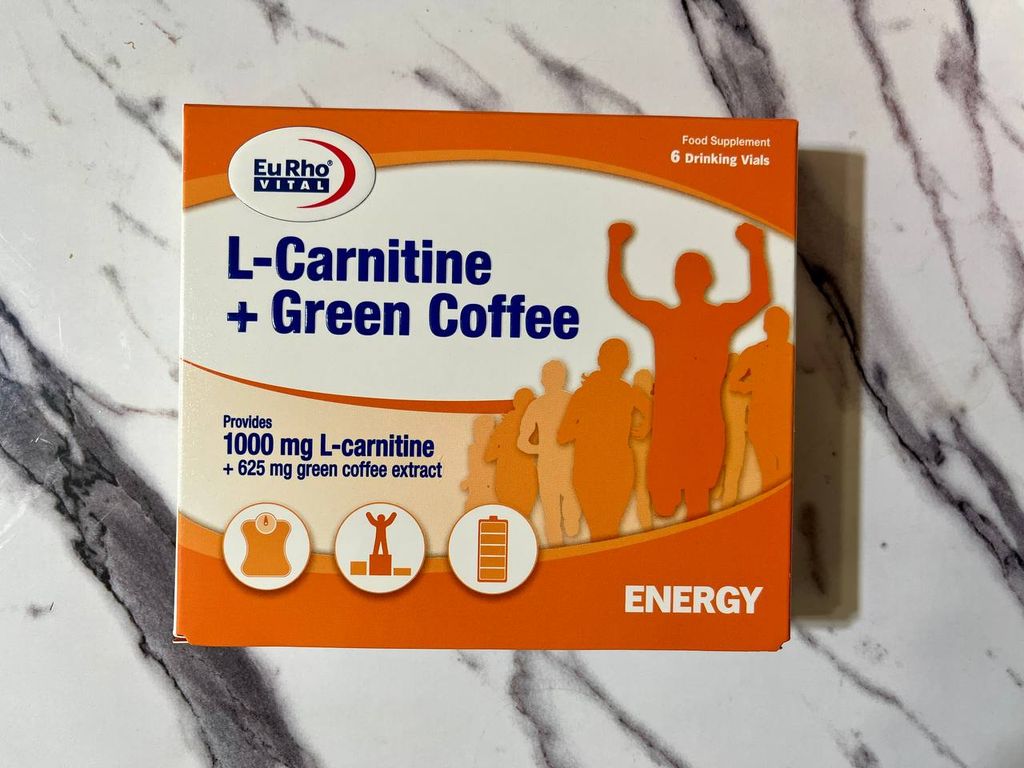 EuRho®
VITAL
Food Supplement
6 Drinking Vials
L-Carnitine
+ Green Coffee
Provides
1000 mg L-carnitine
+ 625 mg green coffee extract
ENERGY